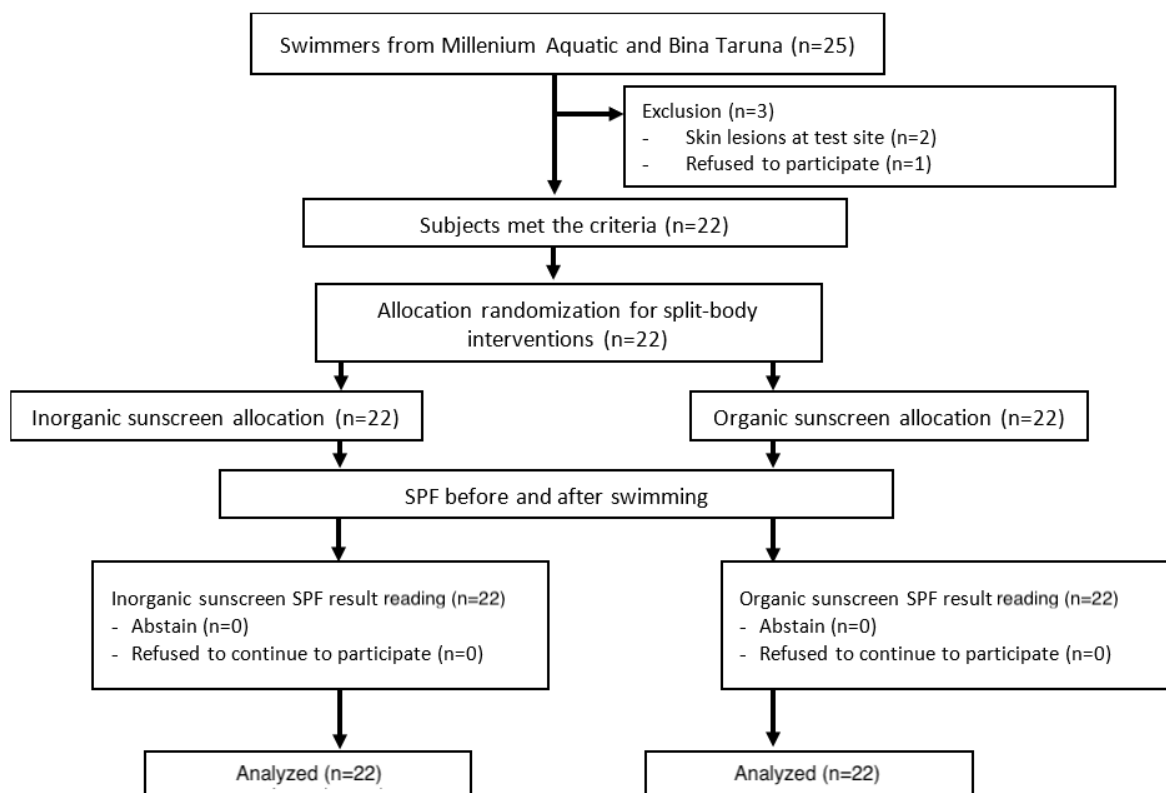 Swimmers from Millenium Aquatic and Bina Taruna (n=25)
Exclusion (n=3)
- Skin lesions at test site (n=2)
- Refused to participate (n=1)
Subjects met the criteria (n=22)
Allocation randomization for split-body
interventions (n=22)
Inorganic sunscreen allocation (n=22)
Organic sunscreen allocation (n=22)
SPF before and after swimming
Inorganic sunscreen SPF result reading (n=22)
- Abstain (n=0)
- Refused to continue to participate (n=0)
Organic sunscreen SPF result reading (n=22)
- Abstain (n=0)
- Refused to continue to participate (n=0)
Analyzed (n=22)
Analyzed (n=22)